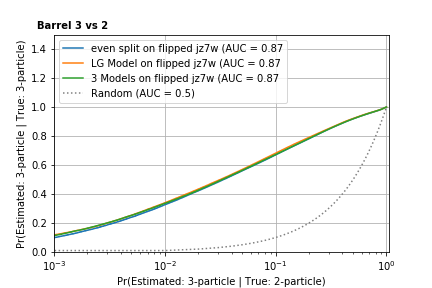 Barrel 3 vs 2
Pr(Estimated: 3-particle | True: 3-particle)
1.4
1.2
1.0
0.8
0.6
0.4
0.2
0.0
even split on flipped jz7w (AUC = 0.87
LG Model on flipped jz7w (AUC = 0.87
3 Models on flipped jz7w (AUC = 0.87
Random (AUC = 0.5)
10⁻³ 10⁻² 10⁻¹ 10⁰
Pr(Estimated: 3-particle | True: 2-particle)